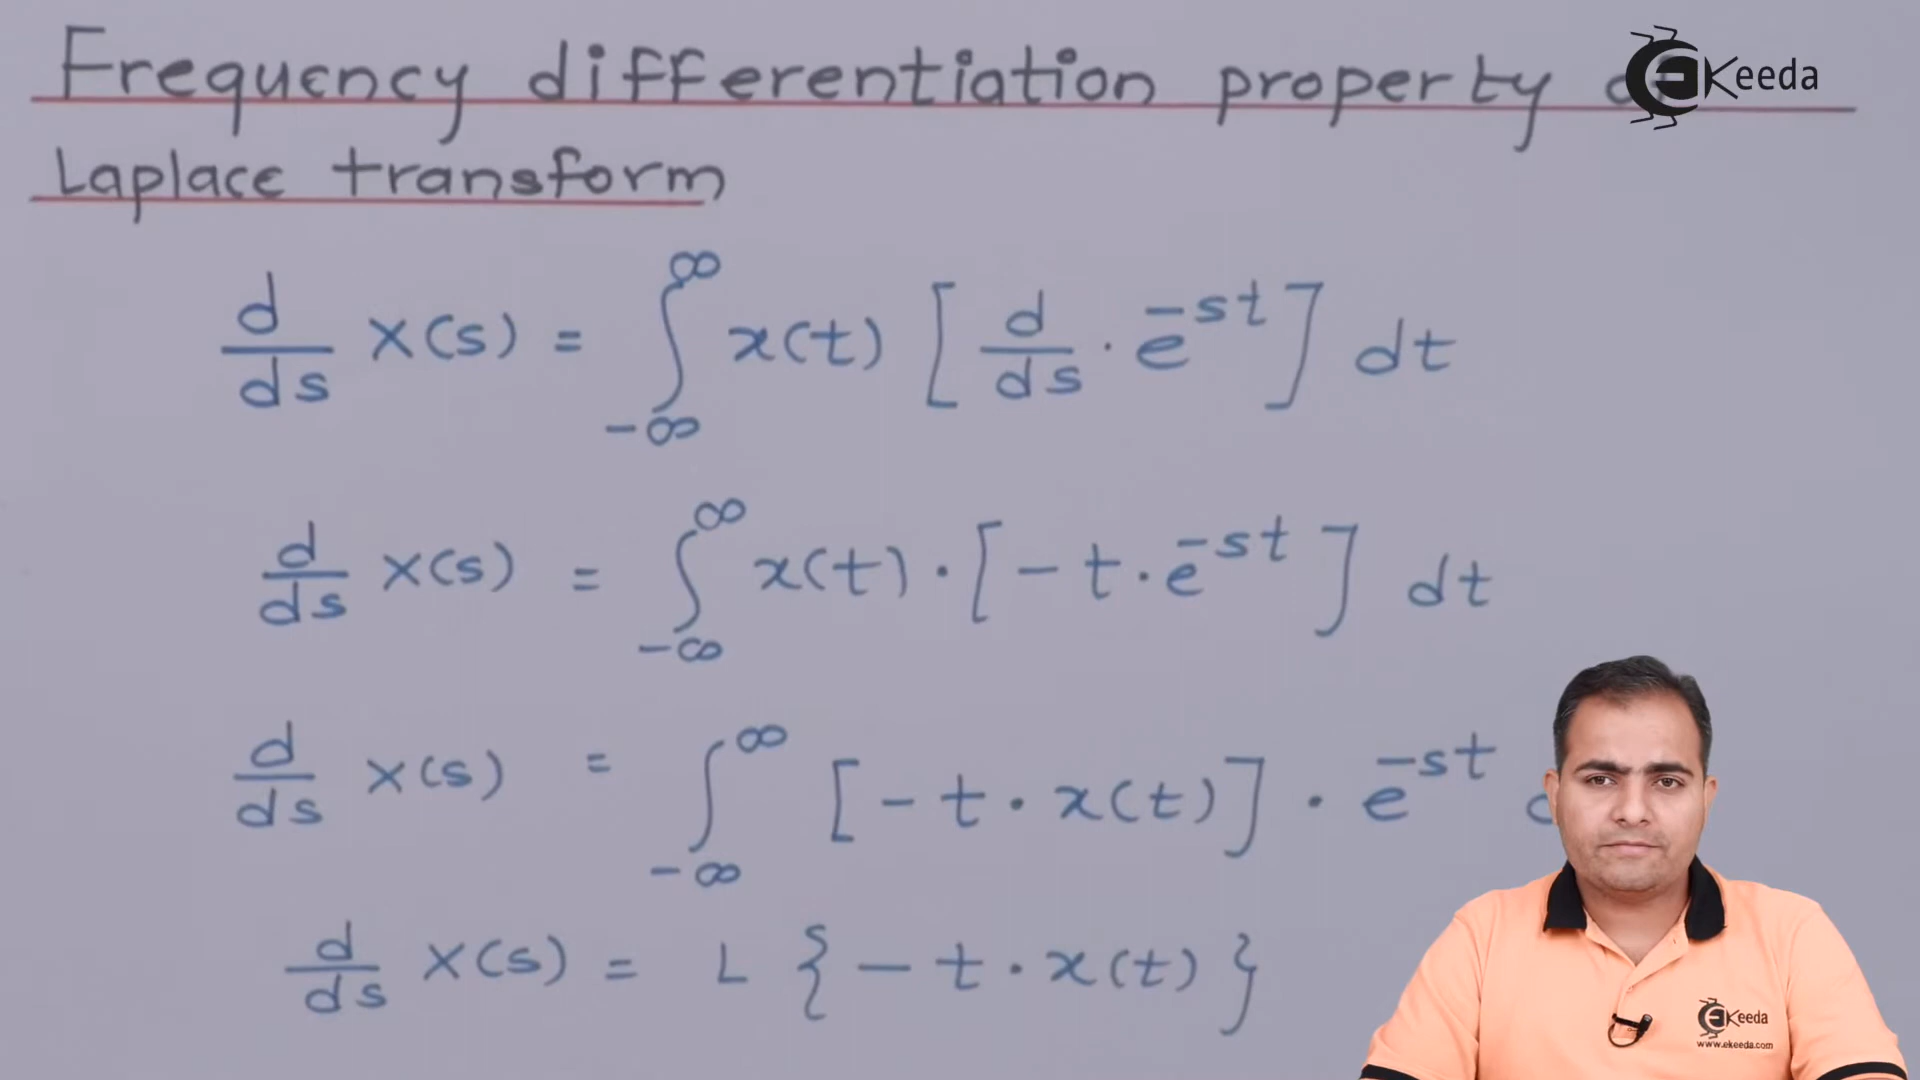 Frequency differentiation property
Laplace transform
d/ds X(s) = ∫_{-∞}^{∞} x(t) [d/ds · e^{-st}] dt
d/ds X(s) = ∫_{-∞}^{∞} x(t) · [-t · e^{-st}] dt
d/ds X(s) = ∫_{-∞}^{∞} [-t · x(t)] · e^{-st}
d/ds X(s) = L {-t · x(t)}
eKeeda
eKeeda
www.ekeeda.com